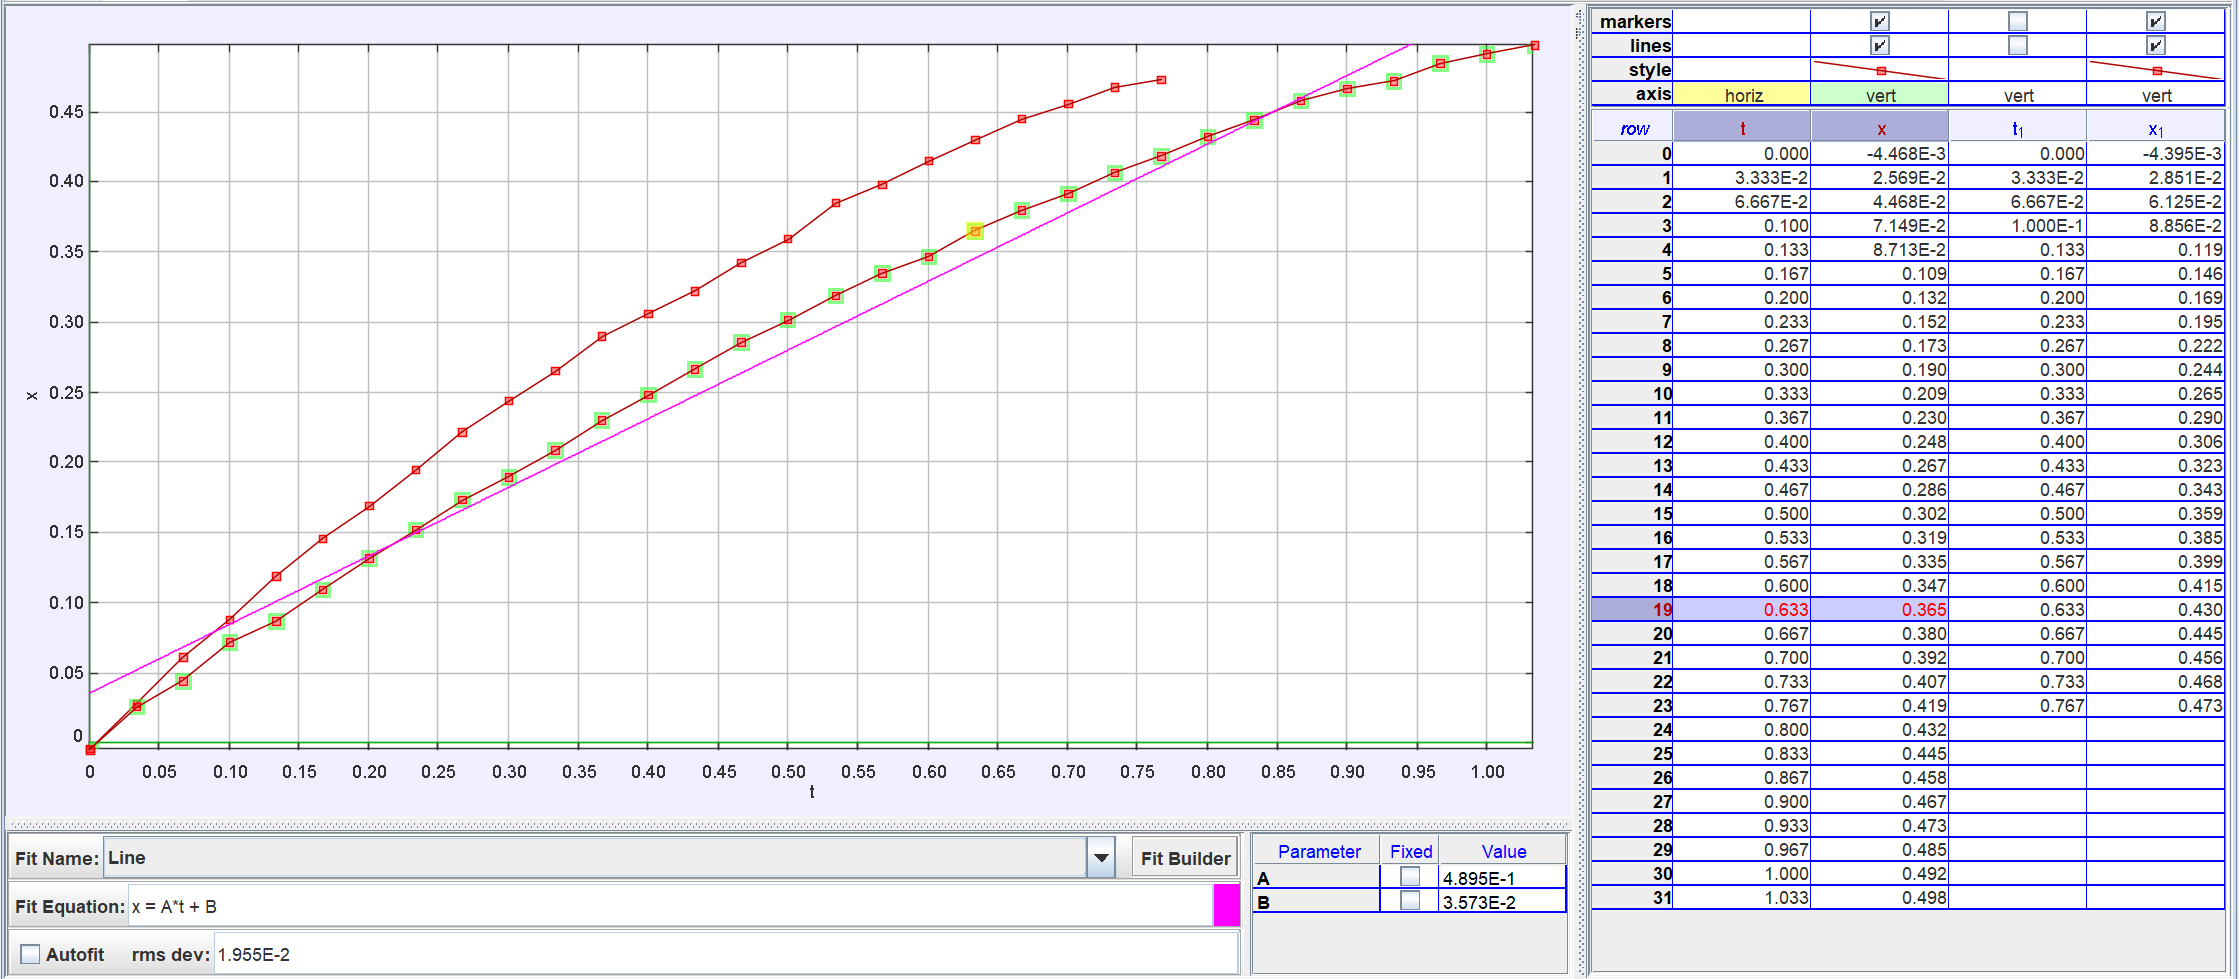 0.45
0.40
0.35
0.30
0.25
0.20
0.15
0.10
0.05
0
x
0 0.05 0.10 0.15 0.20 0.25 0.30 0.35 0.40 0.45 0.50 0.55 0.60 0.65 0.70 0.75 0.80 0.85 0.90 0.95 1.00
t
Fit Name: Line Fit Builder
Fit Equation: x = A*t + B
Autofit rms dev: 1.955E-2
Parameter Fixed Value
A 4.895E-1
B 3.573E-2
markers
lines
style
axis horiz vert vert vert
row t x t₁ x₁
0 0.000 -4.468E-3 0.000 -4.395E-3
1 3.333E-2 2.569E-2 3.333E-2 2.851E-2
2 6.667E-2 4.468E-2 6.667E-2 6.125E-2
3 0.100 7.149E-2 1.000E-1 8.856E-2
4 0.133 8.713E-2 0.133 0.119
5 0.167 0.109 0.167 0.146
6 0.200 0.132 0.200 0.169
7 0.233 0.152 0.233 0.195
8 0.267 0.173 0.267 0.222
9 0.300 0.190 0.300 0.244
10 0.333 0.209 0.333 0.265
11 0.367 0.230 0.367 0.290
12 0.400 0.248 0.400 0.306
13 0.433 0.267 0.433 0.323
14 0.467 0.286 0.467 0.343
15 0.500 0.302 0.500 0.359
16 0.533 0.319 0.533 0.385
17 0.567 0.335 0.567 0.399
18 0.600 0.347 0.600 0.415
19 0.633 0.365 0.633 0.430
20 0.667 0.380 0.667 0.445
21 0.700 0.392 0.700 0.456
22 0.733 0.407 0.733 0.468
23 0.767 0.419 0.767 0.473
24 0.800 0.432
25 0.833 0.445
26 0.867 0.458
27 0.900 0.467
28 0.933 0.473
29 0.967 0.485
30 1.000 0.492
31 1.033 0.498